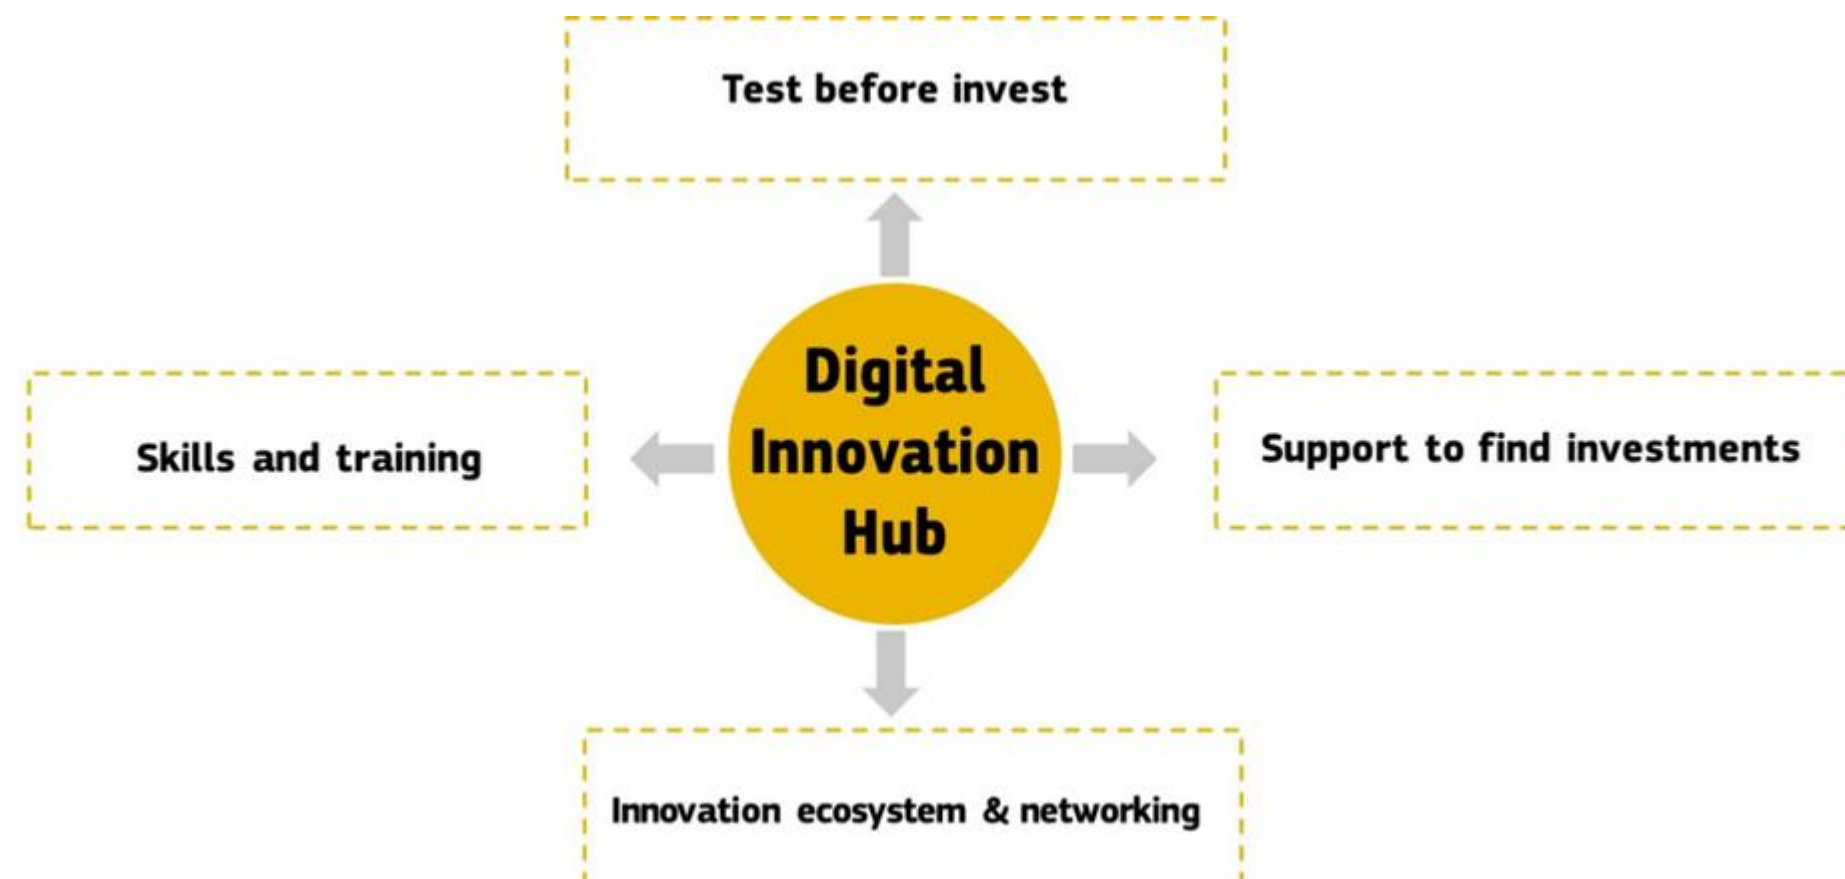 Test before invest
Digital
Innovation
Hub
Skills and training
Support to find investments
Innovation ecosystem & networking